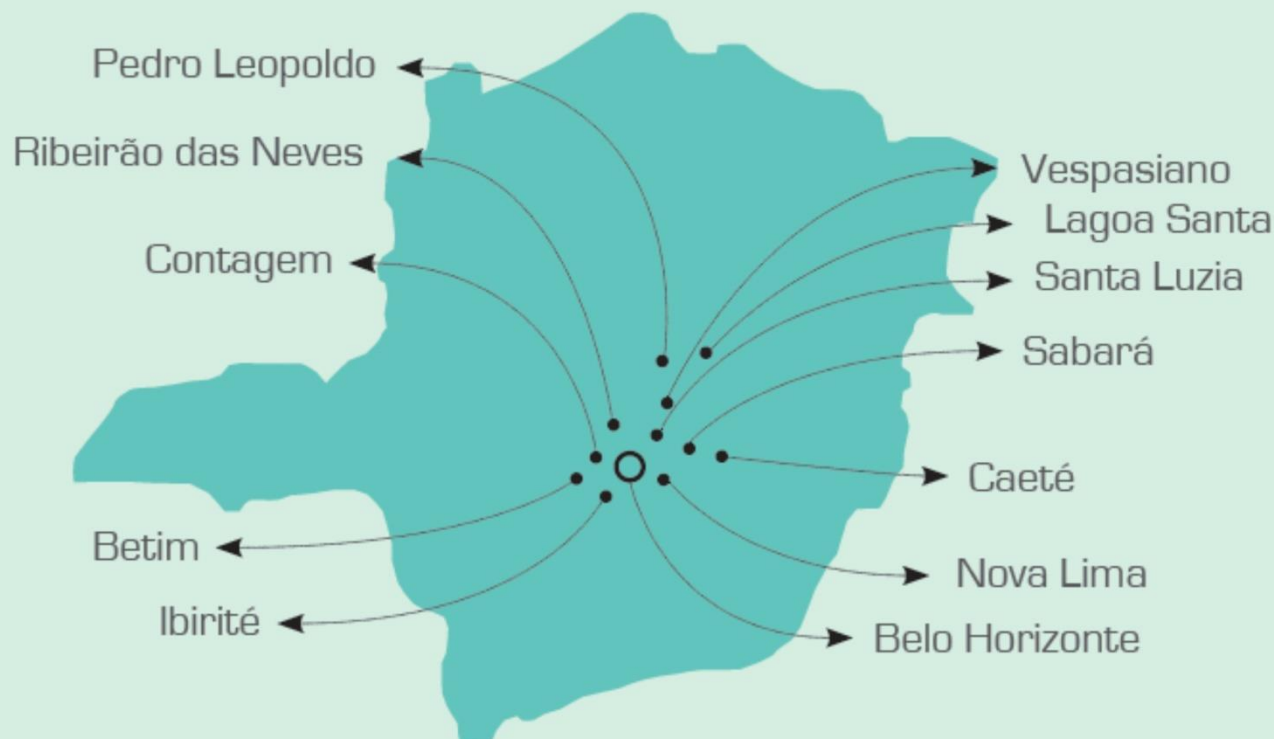 Pedro Leopoldo
Ribeirão das Neves
Contagem
Betim
Ibirité
Vespasiano
Lagoa Santa
Santa Luzia
Sabará
Caeté
Nova Lima
Belo Horizonte